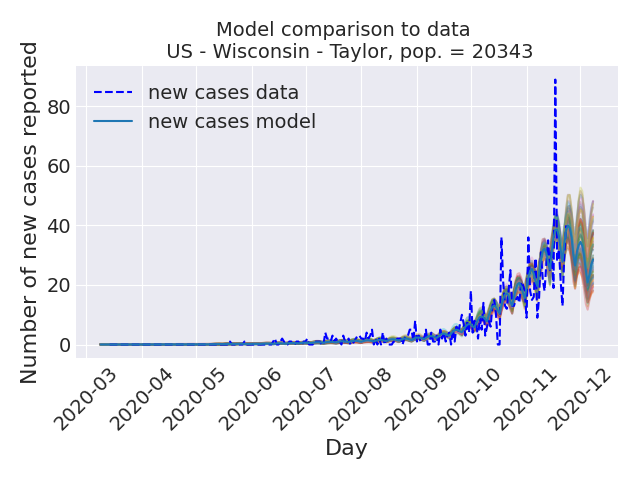 Model comparison to data
US - Wisconsin - Taylor, pop. = 20343
new cases data
new cases model
Number of new cases reported
80
60
40
20
0
2020-03
2020-04
2020-05
2020-06
2020-07
2020-08
2020-09
2020-10
2020-11
2020-12
Day